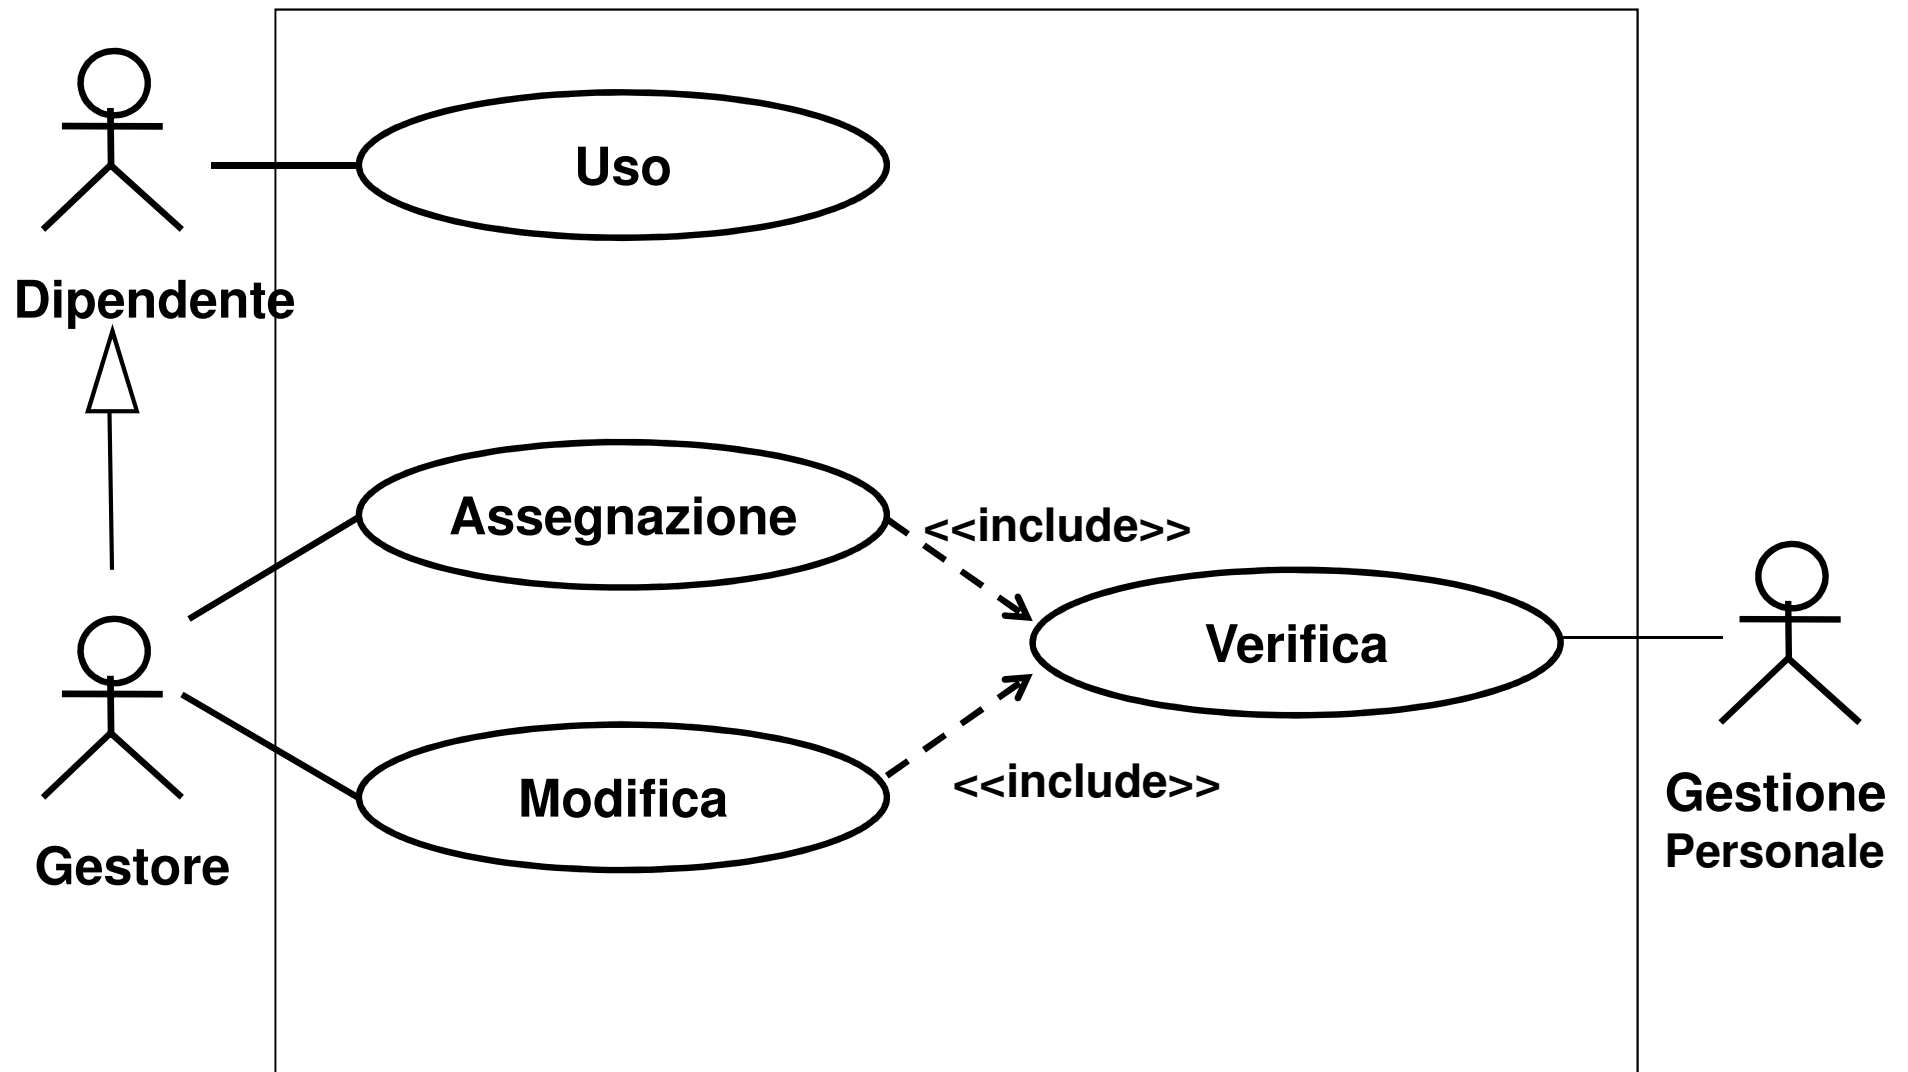 Uso
Dipendente
Assegnazione
<<include>>
Verifica
Modifica
<<include>>
Gestore
Gestione
Personale